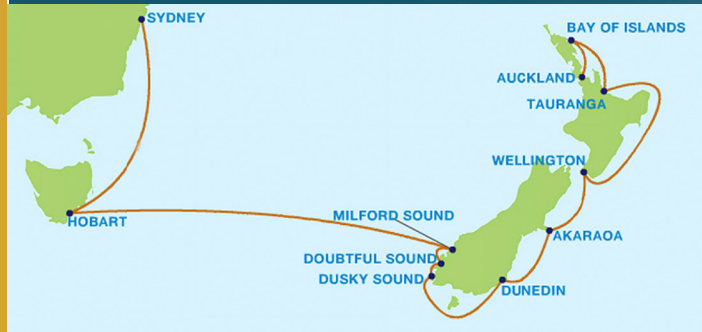 SYDNEY
BAY OF ISLANDS
AUCKLAND
TAURANGA
WELLINGTON
MILFORD SOUND
HOBART
AKARAOA
DOUBTFUL SOUND
DUSKY SOUND
DUNEDIN